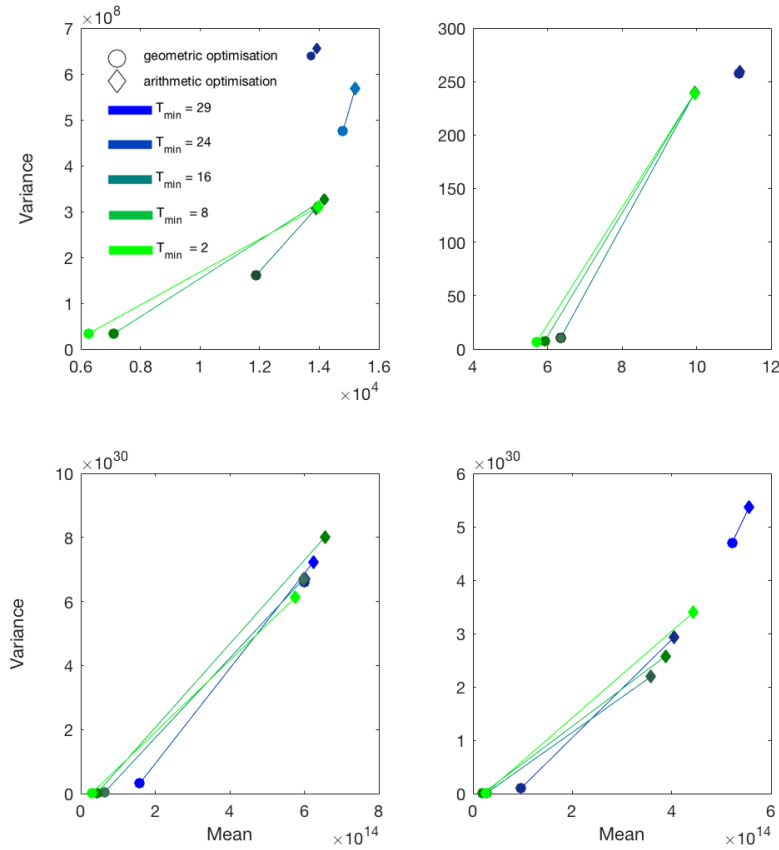 ×10^8
7
6
5
4
3
2
1
0
Variance
geometric optimisation
arithmetic optimisation
T_min = 29
T_min = 24
T_min = 16
T_min = 8
T_min = 2
0.6 0.8 1 1.2 1.4 1.6
×10^4
300
250
200
150
100
50
0
4 6 8 10 12
×10^30
10
8
6
4
2
0
Variance
0 2 4 6 8
Mean
×10^14
×10^30
6
5
4
3
2
1
0
0 2 4 6
Mean
×10^14